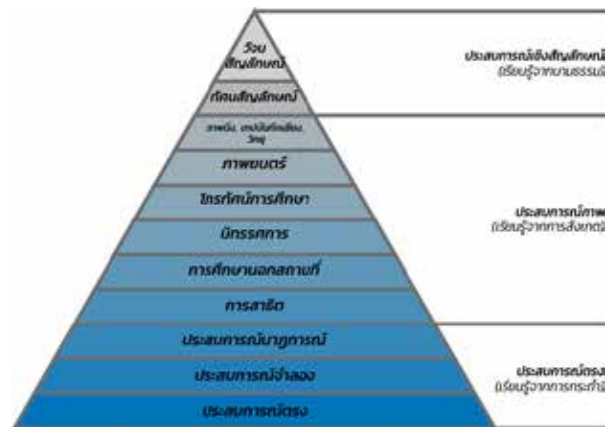 วจน
สัญลักษณ์
ทัศนสัญลักษณ์
ภาพนิ่ง, เทปบันทึกเสียง,
วิทยุ
ภาพยนตร์
โทรทัศน์การศึกษา
นิทรรศการ
การศึกษานอกสถานที่
การสาธิต
ประสบการณ์นาฏการณ์
ประสบการณ์จำลอง
ประสบการณ์ตรง
ประสบการณ์เชิงสัญลักษณ์
(เรียนรู้จากนามธรรม)
ประสบการณ์ภาพ
(เรียนรู้จากการสังเกต)
ประสบการณ์ตรง
(เรียนรู้จากการกระทำ)